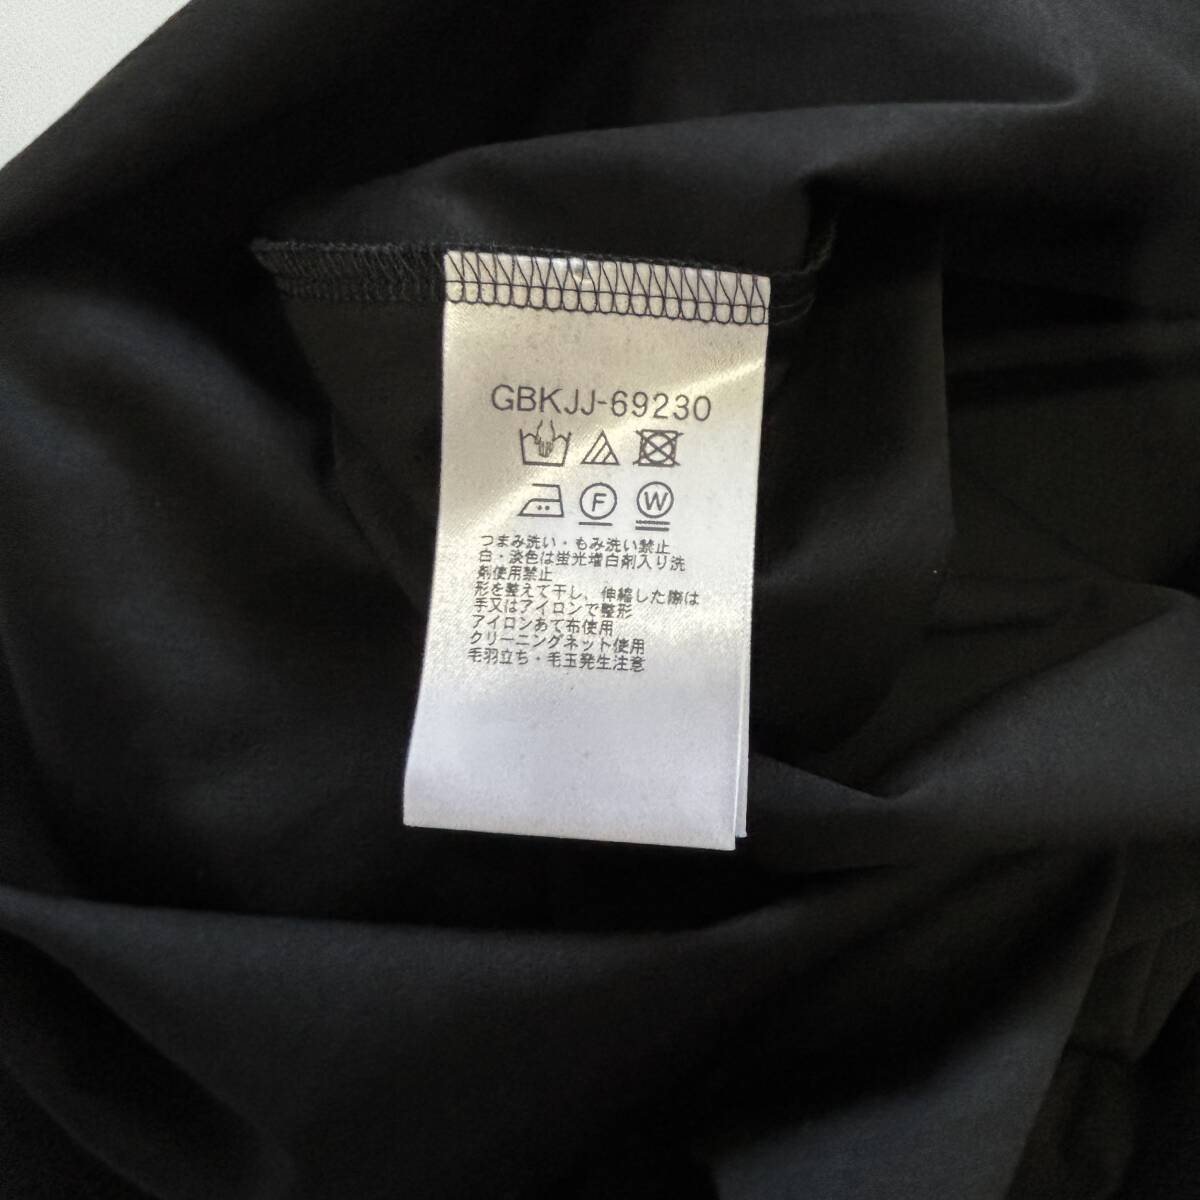 GBKJJ-69230
F W
つまみ洗い・もみ洗い禁止
白・淡色は蛍光増白剤入り洗
剤使用禁止
形を整えて干し、伸縮した際は
手又はアイロンで整形
アイロンあて布使用
クリーニングネット使用
毛羽立ち・毛玉発生注意